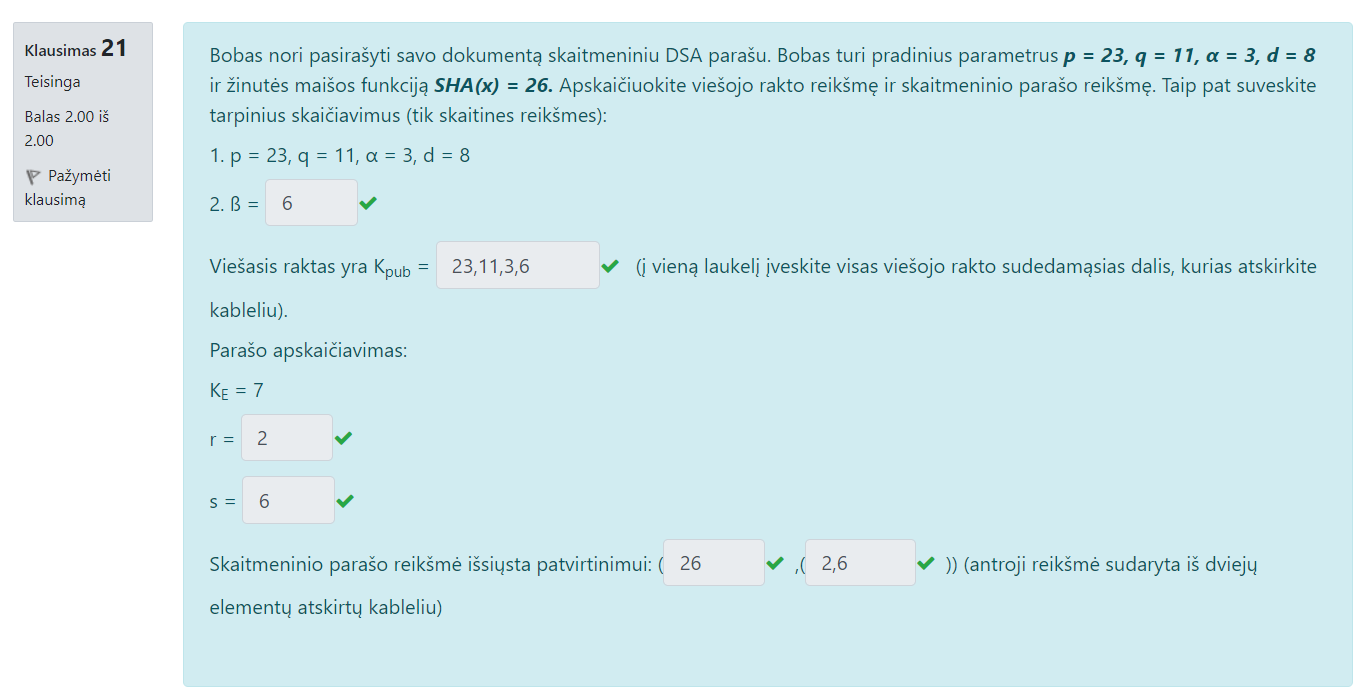 Klausimas 21
Teisinga
Balas 2.00 iš
2.00
Pažymėti
klausimą
Bobas nori pasirašyti savo dokumentą skaitmeniniu DSA parašu. Bobas turi pradinius parametrus p = 23, q = 11, α = 3, d = 8
ir žinutės maišos funkciją SHA(x) = 26. Apskaičiuokite viešojo rakto reikšmę ir skaitmeninio parašo reikšmę. Taip pat suveskite
tarpinius skaičiavimus (tik skaitines reikšmes):
1. p = 23, q = 11, α = 3, d = 8
2. ß = 6
Viešasis raktas yra Kpub = 23,11,3,6 (į vieną laukelį įveskite visas viešojo rakto sudedamąsias dalis, kurias atskirkite
kableliu).
Parašo apskaičiavimas:
KE = 7
r = 2
s = 6
Skaitmeninio parašo reikšmė išsiųsta patvirtinimui: ( 26 ,( 2,6 )) (antroji reikšmė sudaryta iš dviejų
elementų atskirtų kableliu)